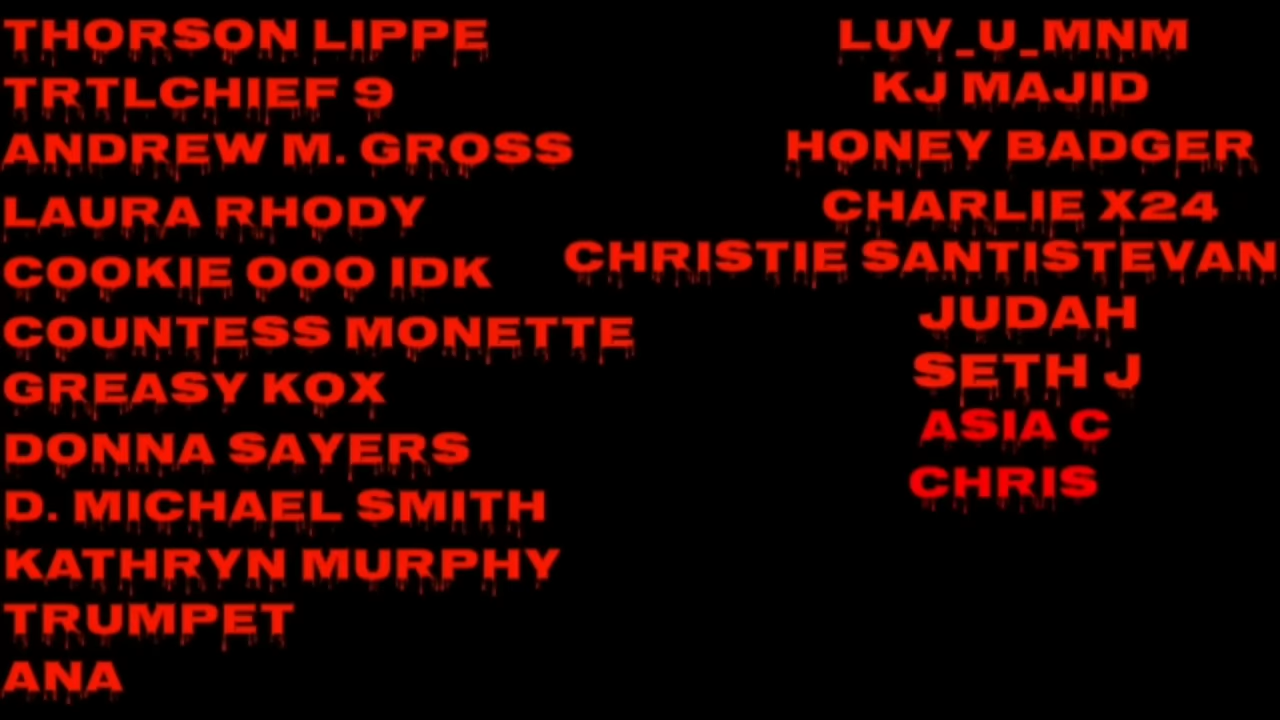 THORSON LIPPE
TRTLCHIEF 9
ANDREW M. GROSS
LAURA RHODY
COOKIE OOO IDK
COUNTESS MONETTE
GREASY KOX
DONNA SAYERS
D. MICHAEL SMITH
KATHRYN MURPHY
TRUMPET
ANA
LUV_U_MNM
KJ MAJID
HONEY BADGER
CHARLIE X24
CHRISTIE SANTISTEVAN
JUDAH
SETH J
ASIA C
CHRIS